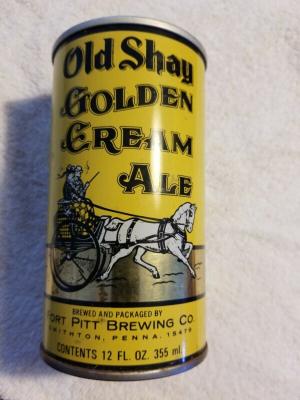 Old Shay
GOLDEN
CREAM
ALE
BREWED AND PACKAGED BY
FORT PITT BREWING CO.
SMITHTON, PENNA. 15479
CONTENTS 12 FL. OZ. 355 ml